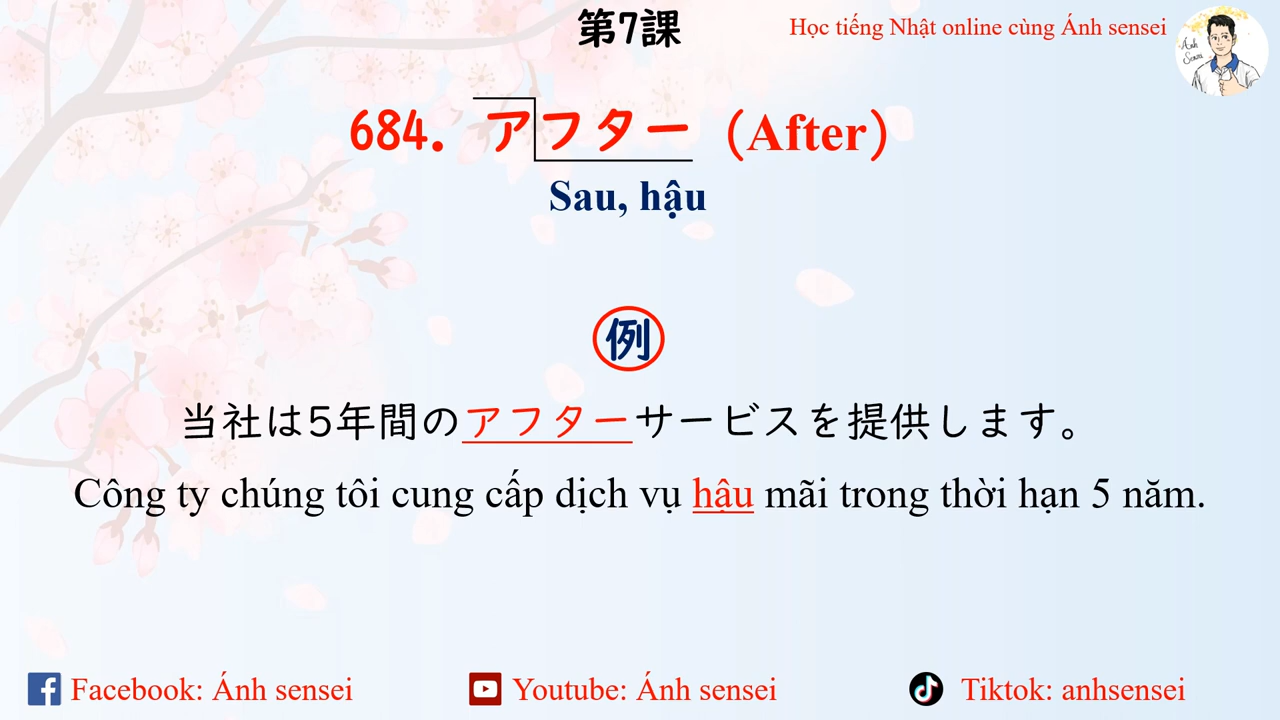 第7課
Học tiếng Nhật online cùng Ánh sensei
Ánh
Sensei
684. アフター (After)
Sau, hậu
例
当社は5年間のアフターサービスを提供します。
Công ty chúng tôi cung cấp dịch vụ hậu mãi trong thời hạn 5 năm.
Facebook: Ánh sensei
Youtube: Ánh sensei
Tiktok: anhsensei